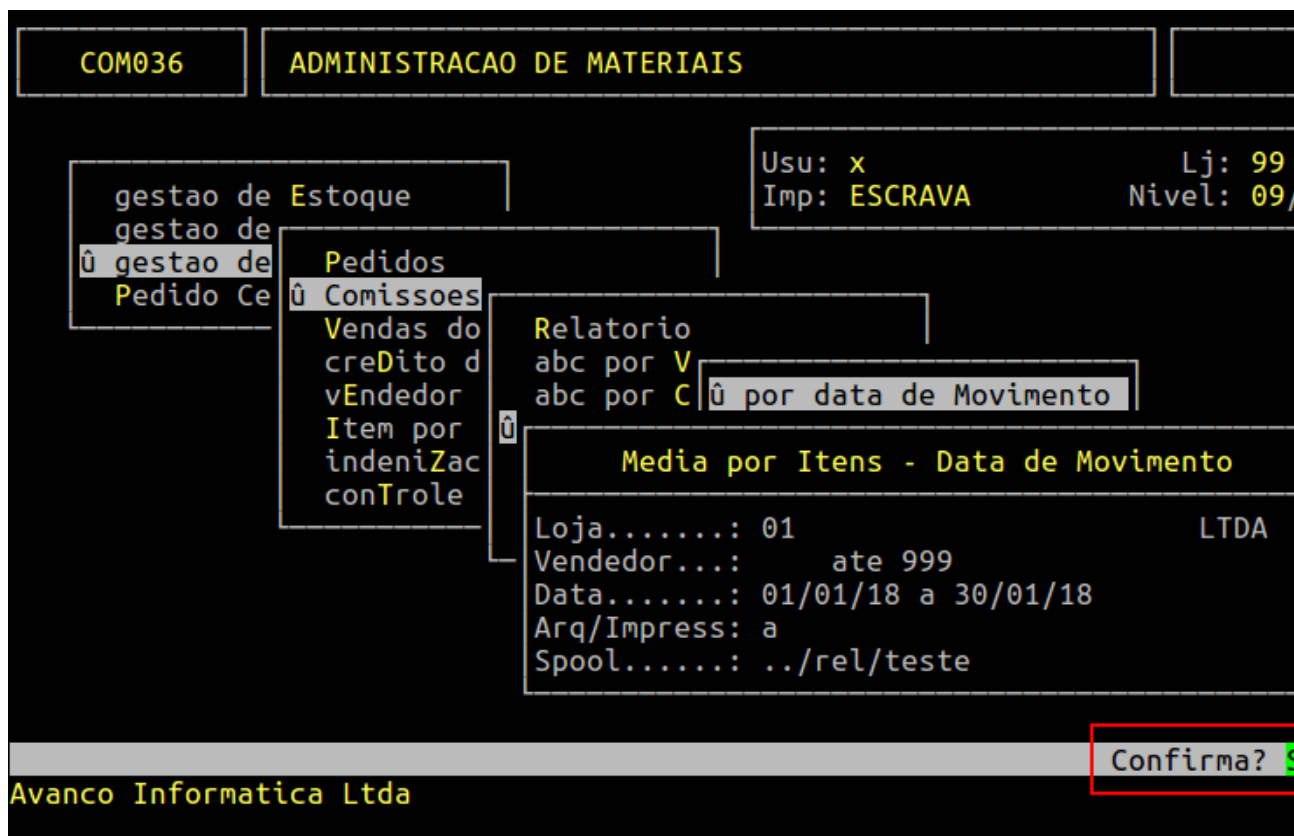 COM036
ADMINISTRACAO DE MATERIAIS
Usu: x Lj: 99
Imp: ESCRAVA Nivel: 09/
gestao de Estoque
gestao de
û gestao de
Pedido Ce
Pedidos
û Comissoes
Vendas do
creDito d
vEndedor
Item por
indeniZac
conTrole
Relatorio
abc por V
abc por C
û
û por data de Movimento
Media por Itens - Data de Movimento
Loja.......: 01 LTDA
Vendedor...: ate 999
Data.......: 01/01/18 a 30/01/18
Arq/Impress: a
Spool......: ../rel/teste
Confirma? S
Avanco Informatica Ltda